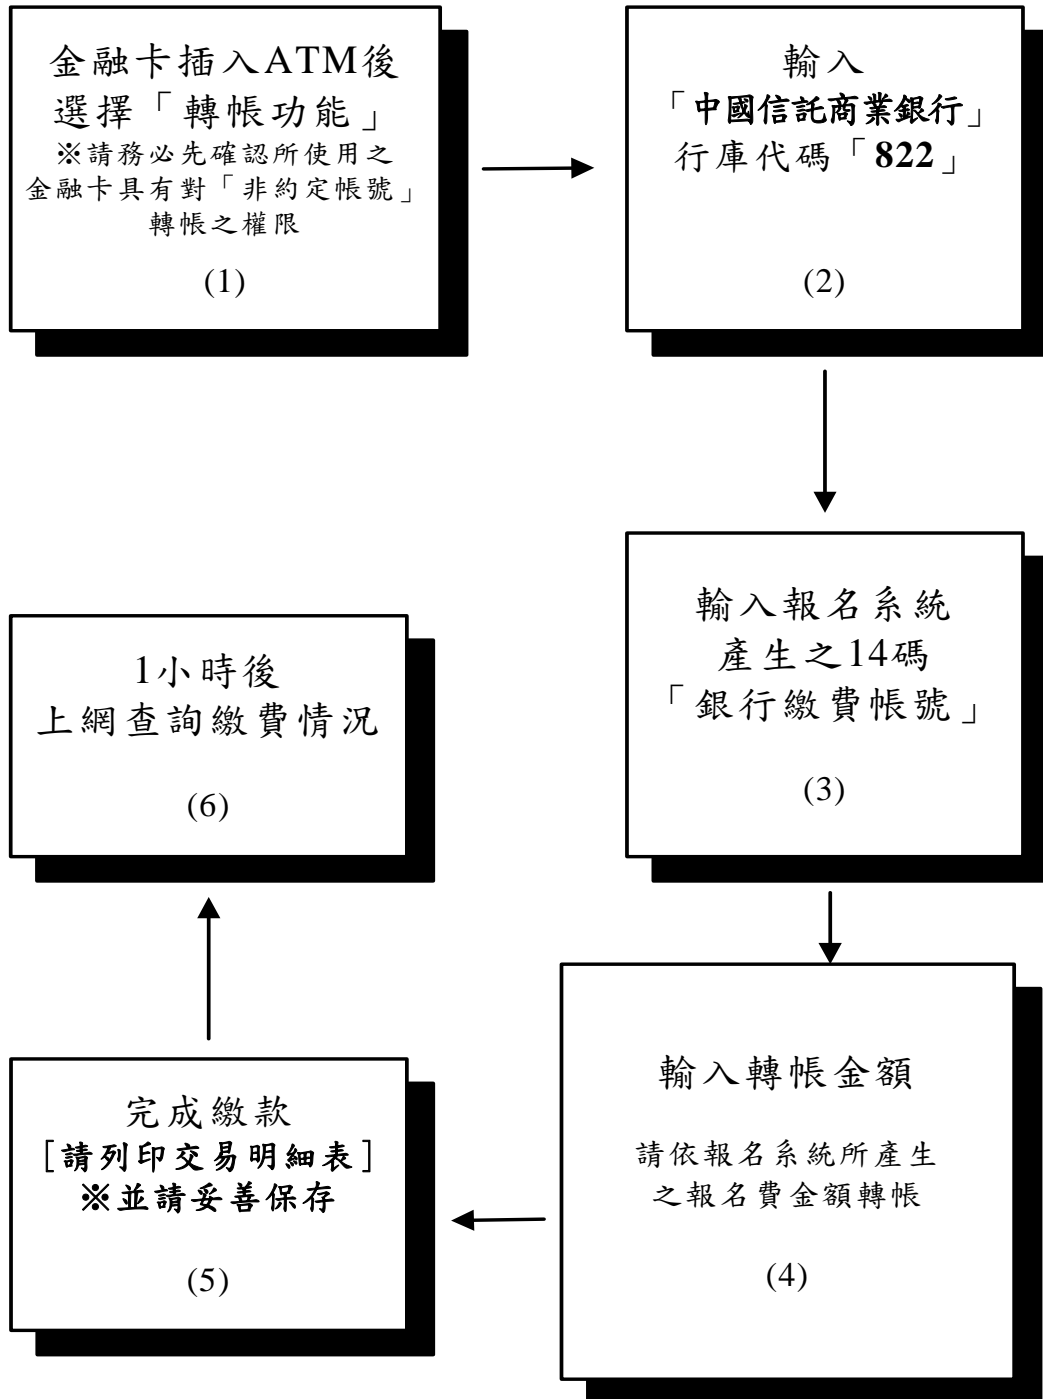 金融卡插入ATM後
選擇「轉帳功能」
※請務必先確認所使用之
金融卡具有對「非約定帳號」
轉帳之權限
(1)
輸入
「中國信託商業銀行」
行庫代碼「822」
(2)
輸入報名系統
產生之14碼
「銀行繳費帳號」
(3)
輸入轉帳金額
請依報名系統所產生
之報名費金額轉帳
(4)
完成繳款
[請列印交易明細表]
※並請妥善保存
(5)
1小時後
上網查詢繳費情況
(6)